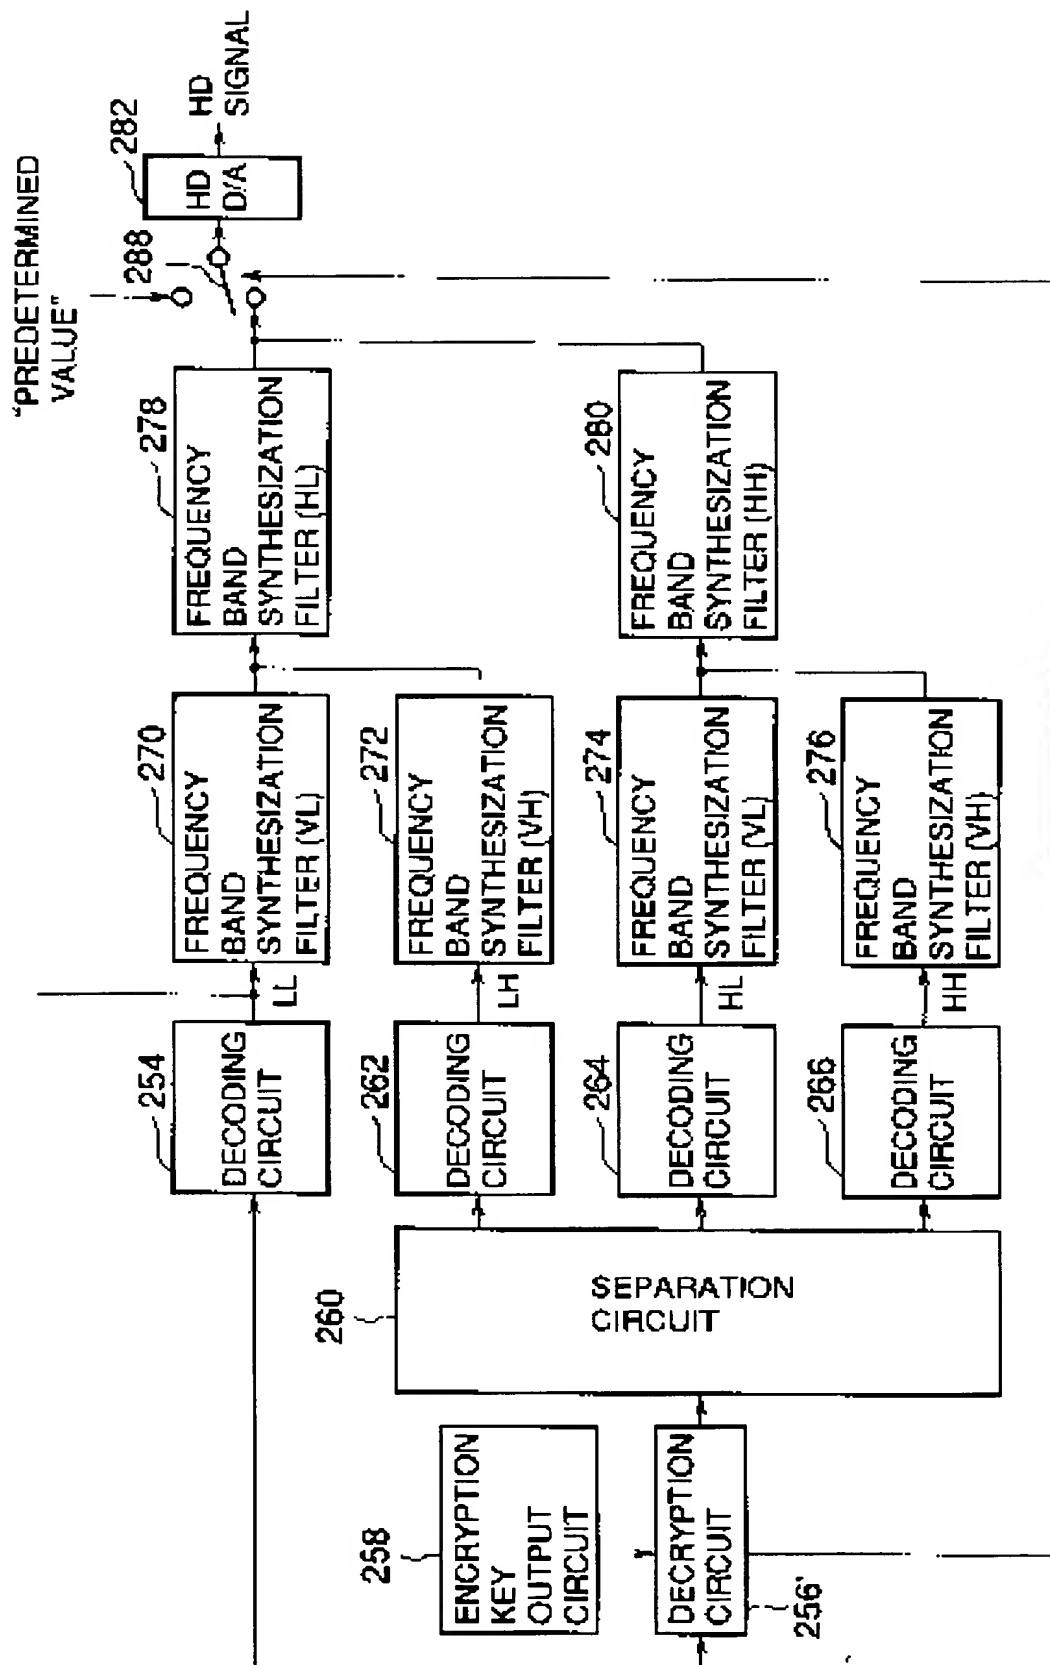 "PREDETERMINED
VALUE"
288
282
HD
D/A
HD
SIGNAL
278
FREQUENCY
BAND
SYNTHESIZATION
FILTER (HL)
280
FREQUENCY
BAND
SYNTHESIZATION
FILTER (HH)
270
FREQUENCY
BAND
SYNTHESIZATION
FILTER (VL)
272
FREQUENCY
BAND
SYNTHESIZATION
FILTER (VH)
274
FREQUENCY
BAND
SYNTHESIZATION
FILTER (VL)
276
FREQUENCY
BAND
SYNTHESIZATION
FILTER (VH)
LL
LH
HL
HH
254
DECODING
CIRCUIT
262
DECODING
CIRCUIT
264
DECODING
CIRCUIT
266
DECODING
CIRCUIT
260
SEPARATION
CIRCUIT
258
ENCRYPTION
KEY
OUTPUT
CIRCUIT
DECRYPTION
CIRCUIT
256'